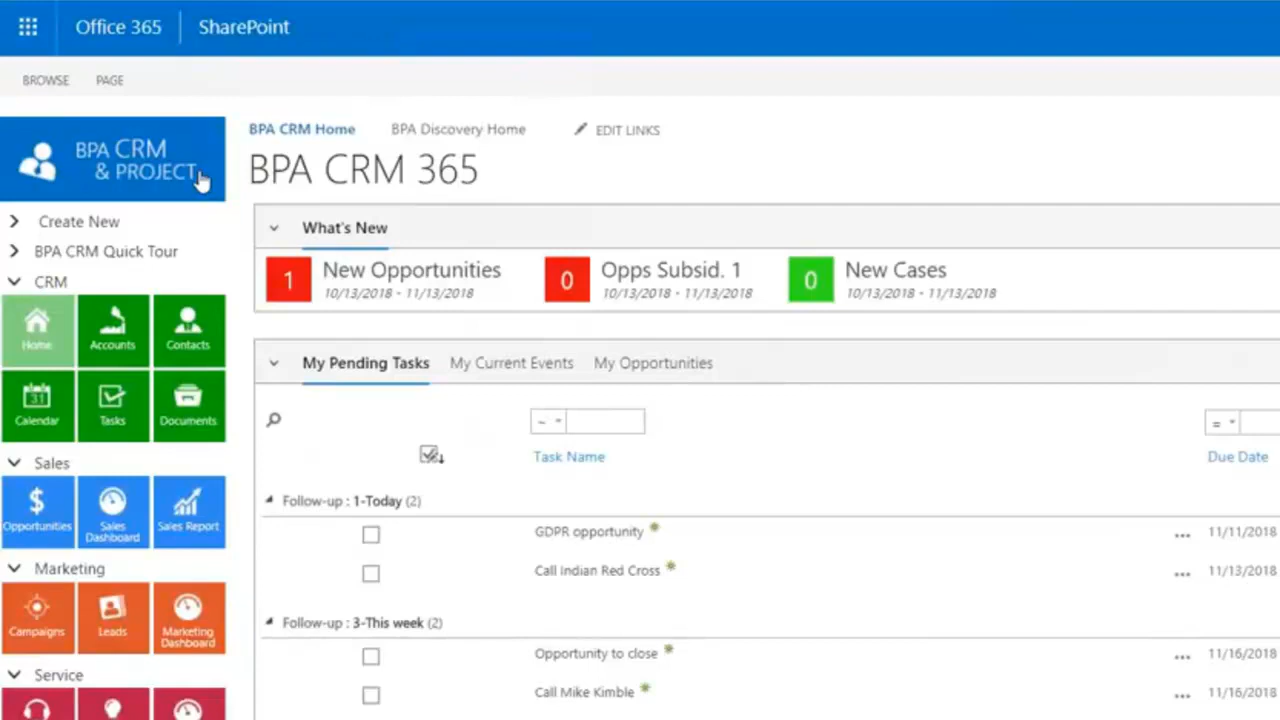 Office 365 SharePoint
BROWSE PAGE
BPA CRM
& PROJECT
BPA CRM Home BPA Discovery Home EDIT LINKS
BPA CRM 365
Create New
BPA CRM Quick Tour
CRM
Home Accounts Contacts
31
Calendar Tasks Documents
Sales
$
Opportunities Sales Dashboard Sales Report
Marketing
Campaigns Leads Marketing Dashboard
Service
What's New
1 New Opportunities 0 Opps Subsid. 1 0 New Cases
10/13/2018 - 11/13/2018 10/13/2018 - 11/13/2018 10/13/2018 - 11/13/2018
My Pending Tasks My Current Events My Opportunities
~ =
Task Name Due Date
Follow-up : 1-Today (2)
GDPR opportunity ... 11/11/2018
Call Indian Red Cross ... 11/13/2018
Follow-up : 3-This week (2)
Opportunity to close ... 11/16/2018
Call Mike Kimble ... 11/16/2018